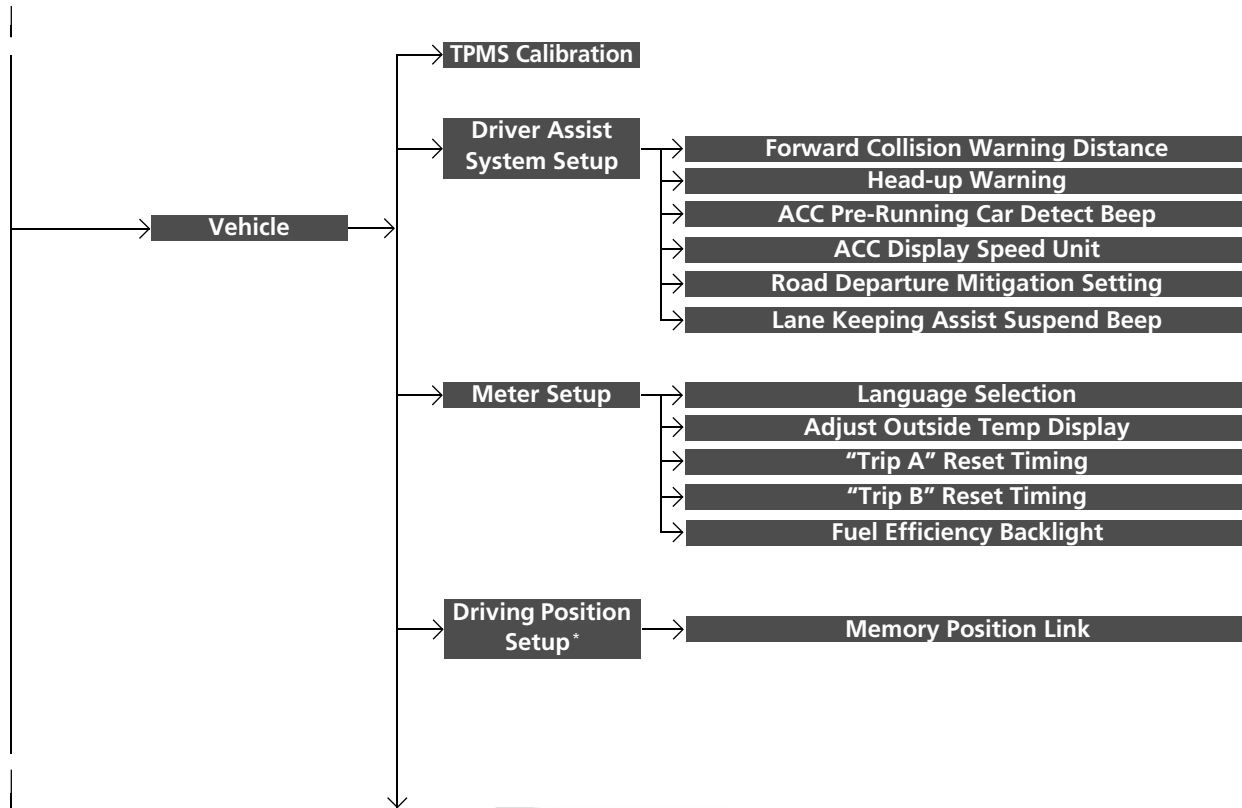 TPMS Calibration
Driver Assist
System Setup
Forward Collision Warning Distance
Head-up Warning
ACC Pre-Running Car Detect Beep
ACC Display Speed Unit
Road Departure Mitigation Setting
Lane Keeping Assist Suspend Beep
Vehicle
Meter Setup
Language Selection
Adjust Outside Temp Display
“Trip A” Reset Timing
“Trip B” Reset Timing
Fuel Efficiency Backlight
Driving Position
Setup*
Memory Position Link